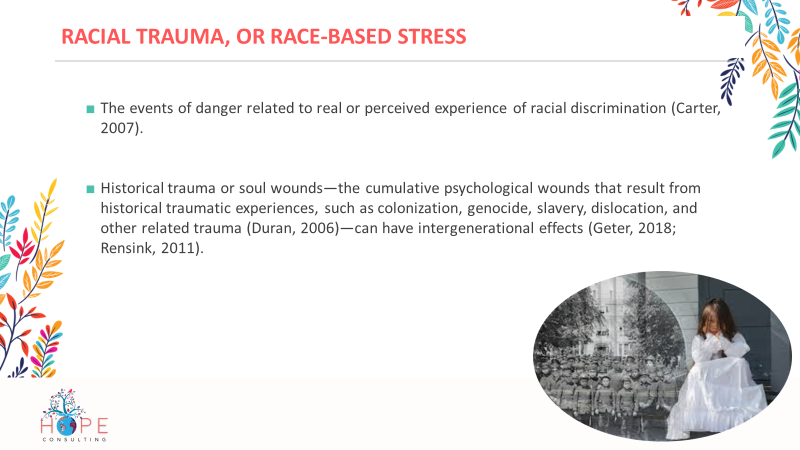 RACIAL TRAUMA, OR RACE-BASED STRESS
■ The events of danger related to real or perceived experience of racial discrimination (Carter,
2007).
■ Historical trauma or soul wounds—the cumulative psychological wounds that result from
historical traumatic experiences, such as colonization, genocide, slavery, dislocation, and
other related trauma (Duran, 2006)—can have intergenerational effects (Geter, 2018;
Rensink, 2011).
HOPE
CONSULTING